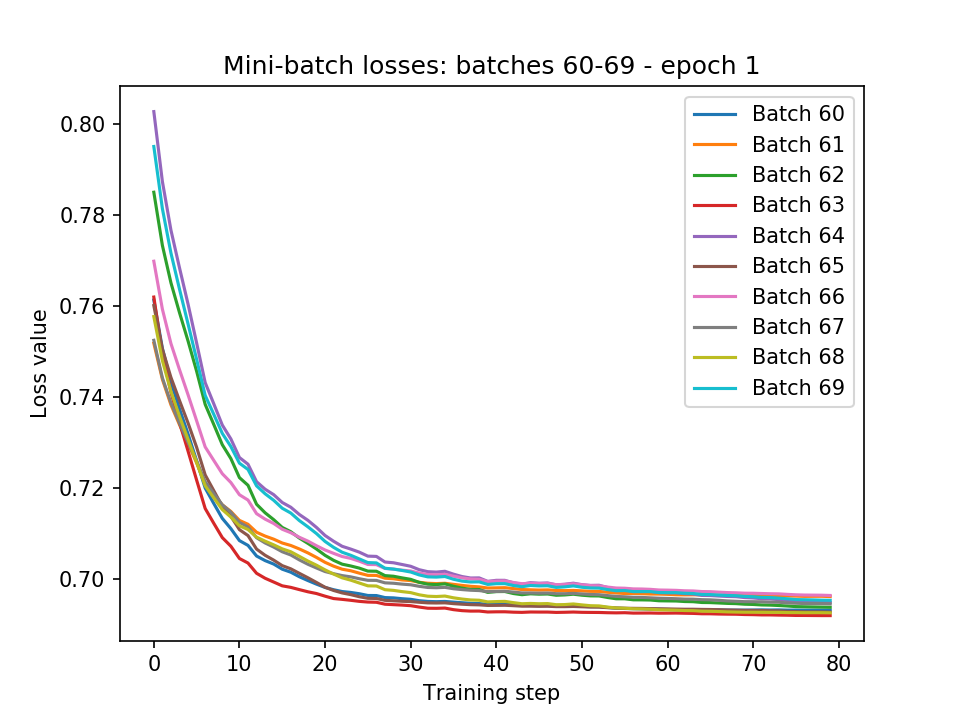 Mini-batch losses: batches 60-69 - epoch 1
0.80
0.78
0.76
0.74
0.72
0.70
Loss value
0
10
20
30
40
50
60
70
80
Training step
Batch 60
Batch 61
Batch 62
Batch 63
Batch 64
Batch 65
Batch 66
Batch 67
Batch 68
Batch 69